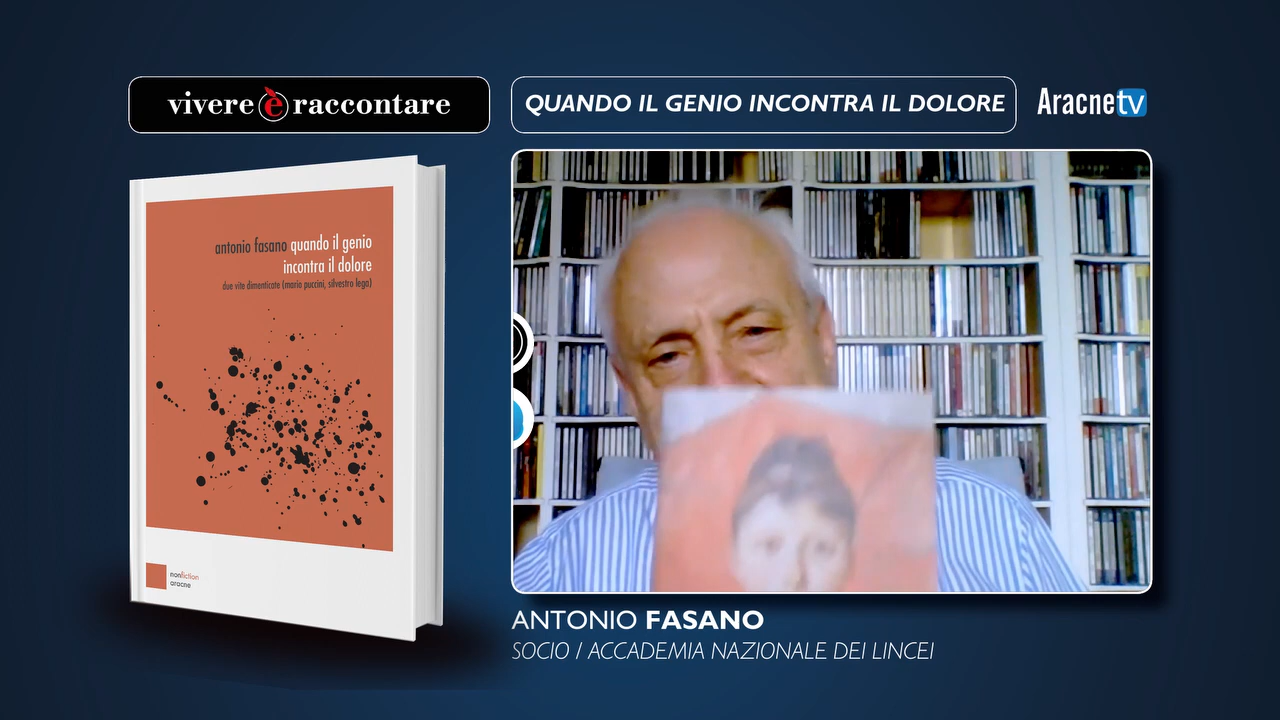 vivere è raccontare
QUANDO IL GENIO INCONTRA IL DOLORE
Aracnetv
antonio fasano quando il genio
incontra il dolore
due vite dimenticate (mario puccini, silvestro lega)
nonfiction
aracne
ANTONIO FASANO
SOCIO / ACCADEMIA NAZIONALE DEI LINCEI